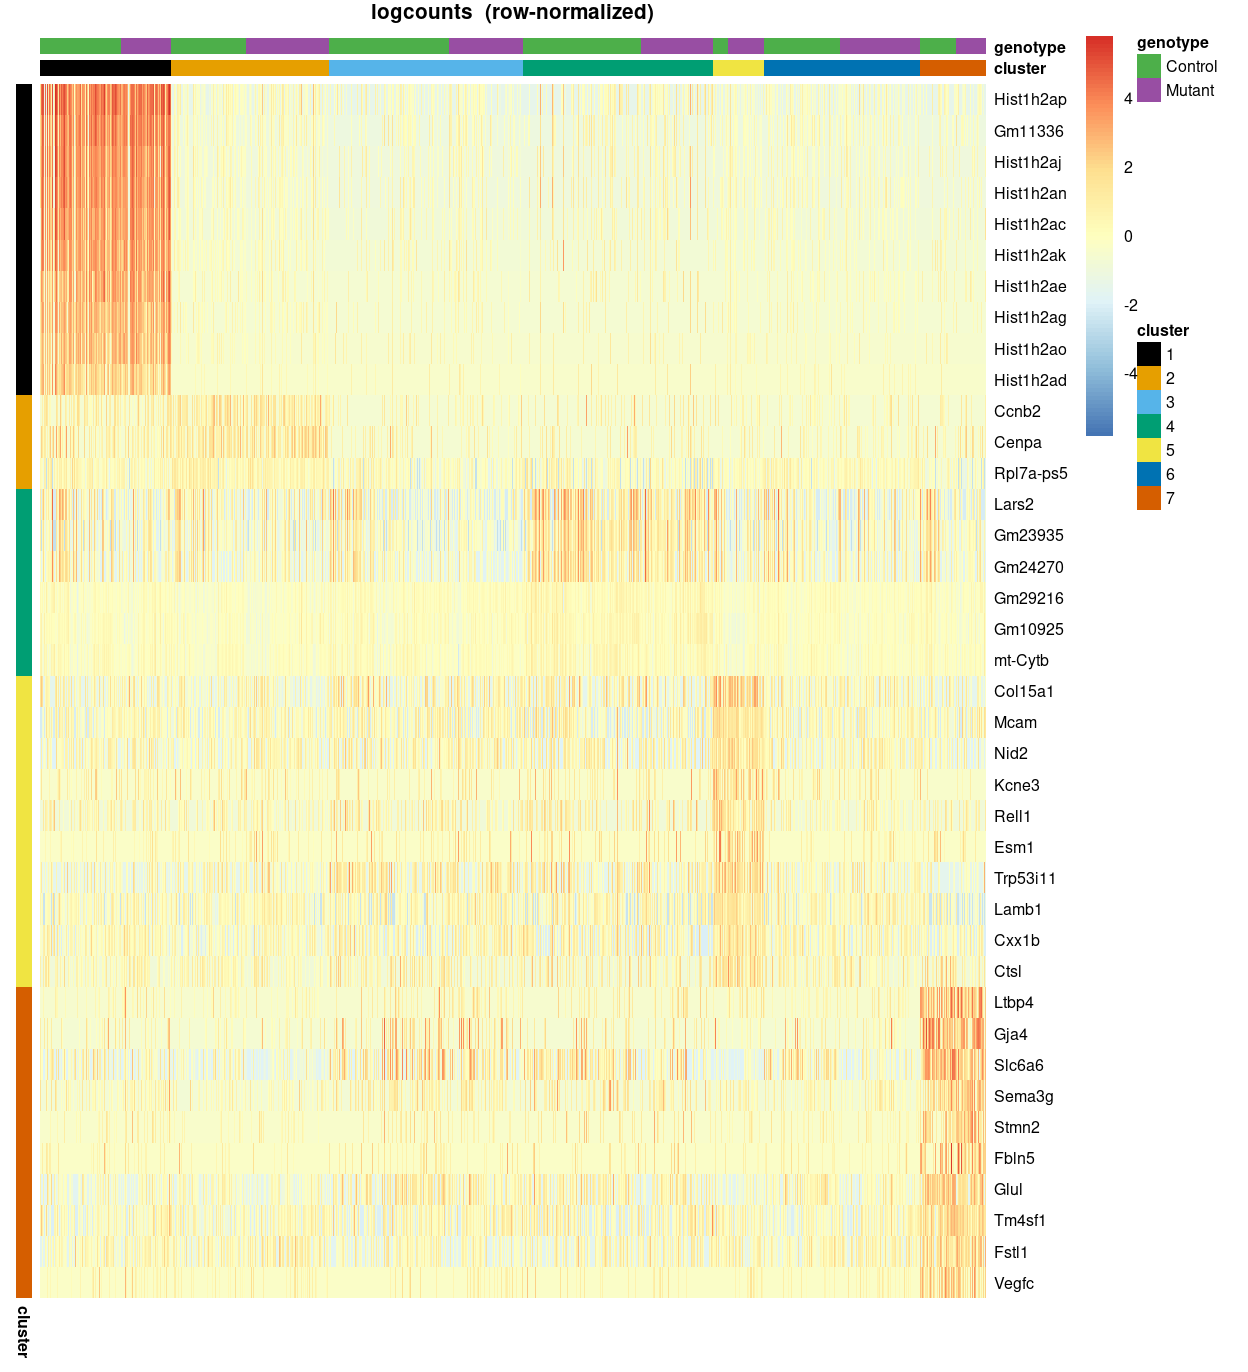 logcounts (row-normalized)
genotype
cluster
Hist1h2ap
Gm11336
Hist1h2aj
Hist1h2an
Hist1h2ac
Hist1h2ak
Hist1h2ae
Hist1h2ag
Hist1h2ao
Hist1h2ad
Ccnb2
Cenpa
Rpl7a-ps5
Lars2
Gm23935
Gm24270
Gm29216
Gm10925
mt-Cytb
Col15a1
Mcam
Nid2
Kcne3
Rell1
Esm1
Trp53i11
Lamb1
Cxx1b
Ctsl
Ltbp4
Gja4
Slc6a6
Sema3g
Stmn2
Fbln5
Glul
Tm4sf1
Fstl1
Vegfc
cluster
4
2
0
-2
-4
genotype
Control
Mutant
cluster
1
2
3
4
5
6
7